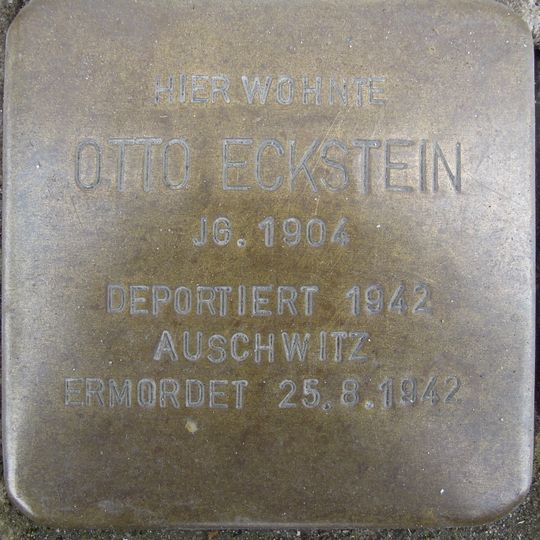 HIER WOHNTE
OTTO ECKSTEIN
JG. 1904
DEPORTIERT 1942
AUSCHWITZ
ERMORDET 25.8.1942